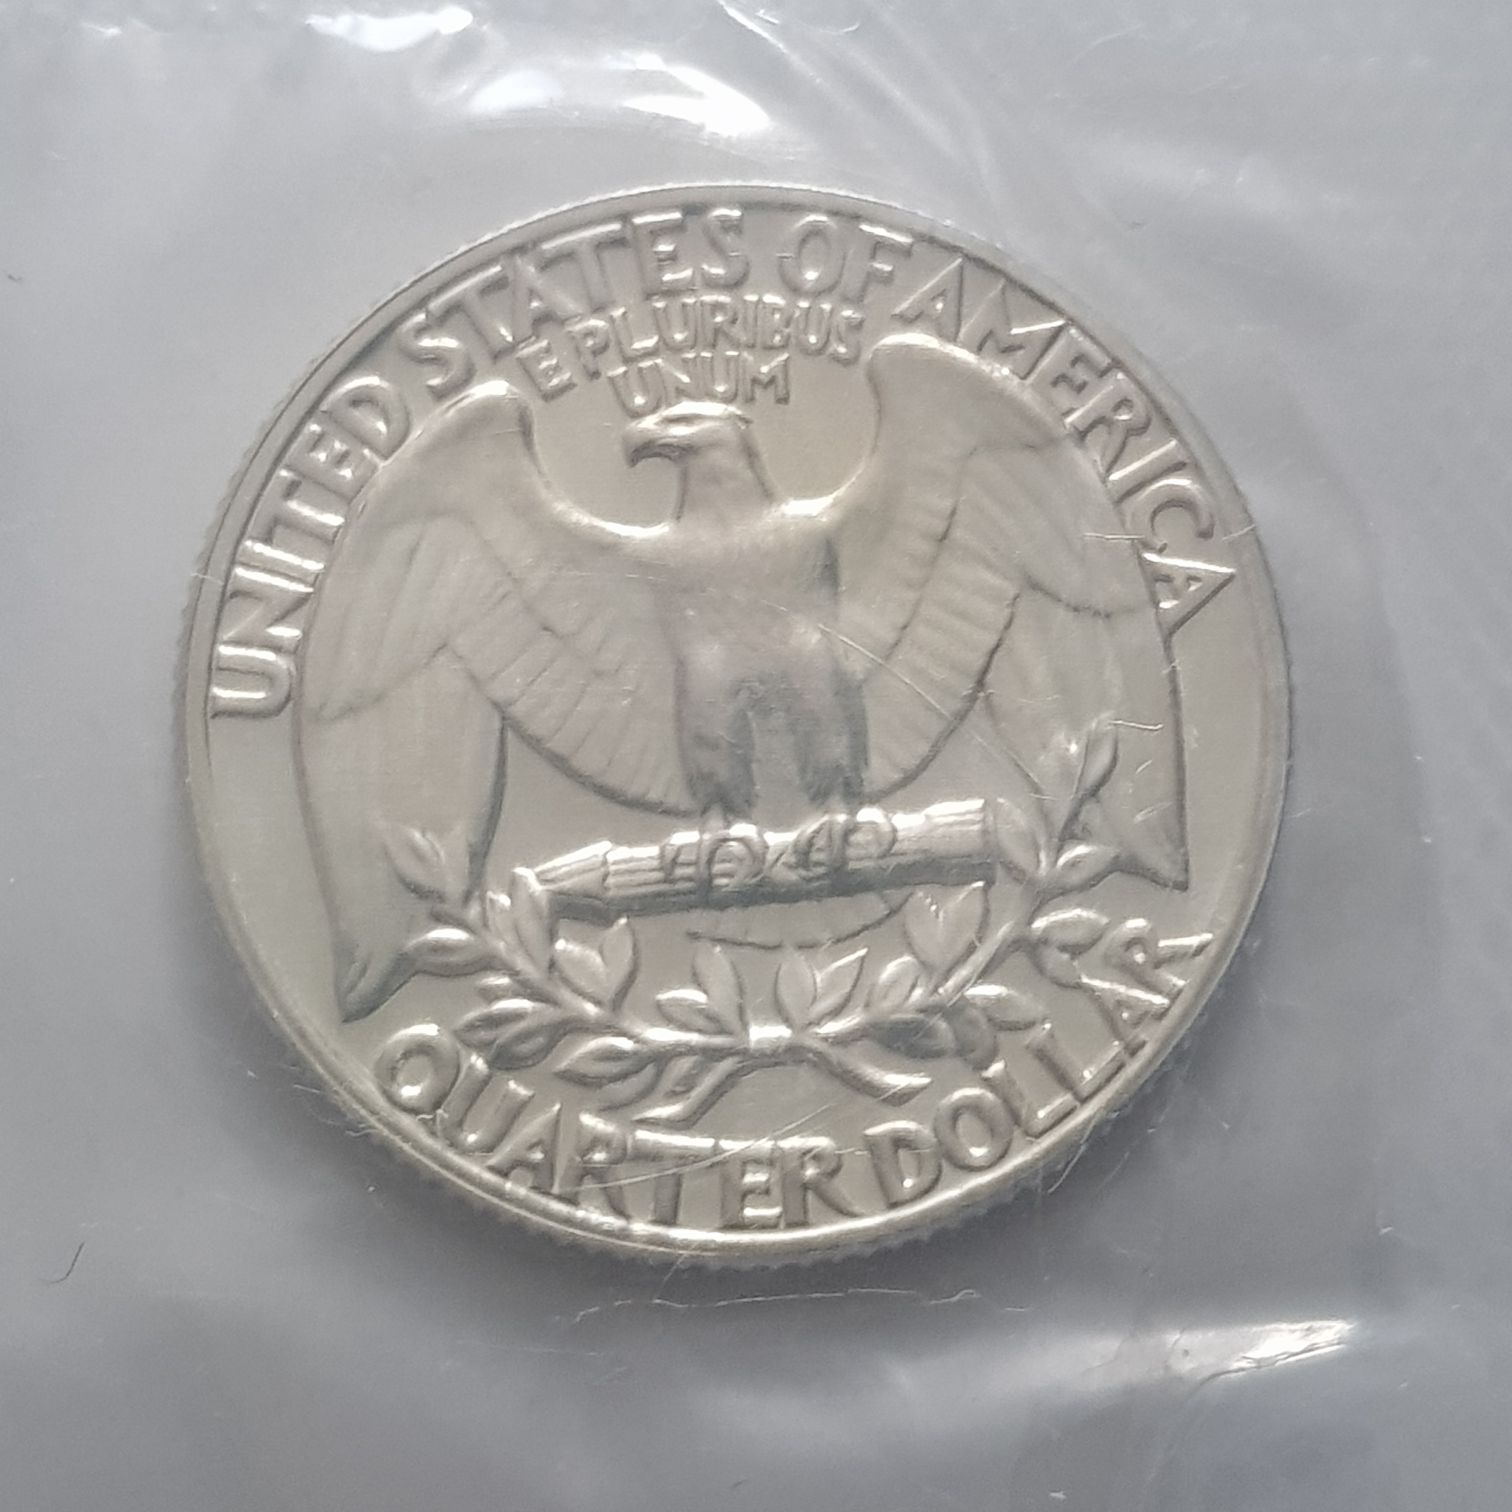 UNITED STATES OF AMERICA
E PLURIBUS
UNUM
QUARTER DOLLAR